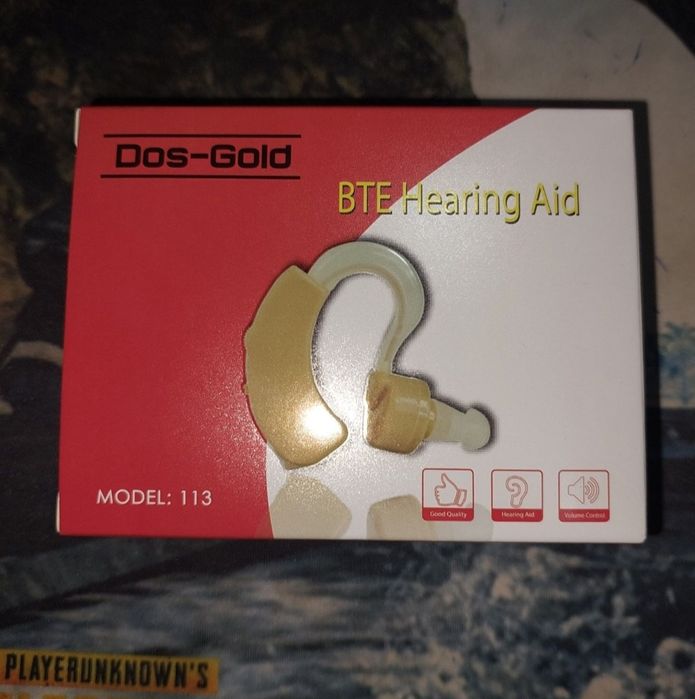 Dos-Gold
BTE Hearing Aid
MODEL: 113
Good Quality
Hearing Aid
Volume Control
PLAYERUNKNOWN'S